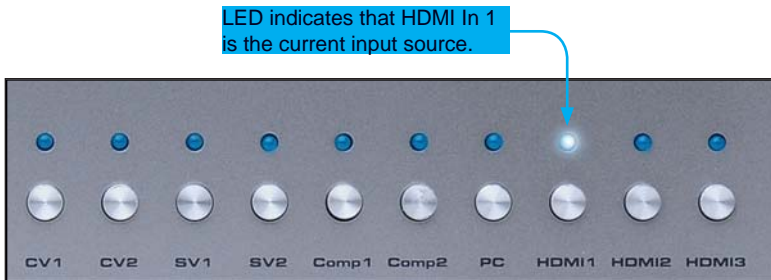 LED indicates that HDMI In 1
is the current input source.
CV1 CV2 SV1 SV2 Comp1 Comp2 PC HDMI1 HDMI2 HDMI3